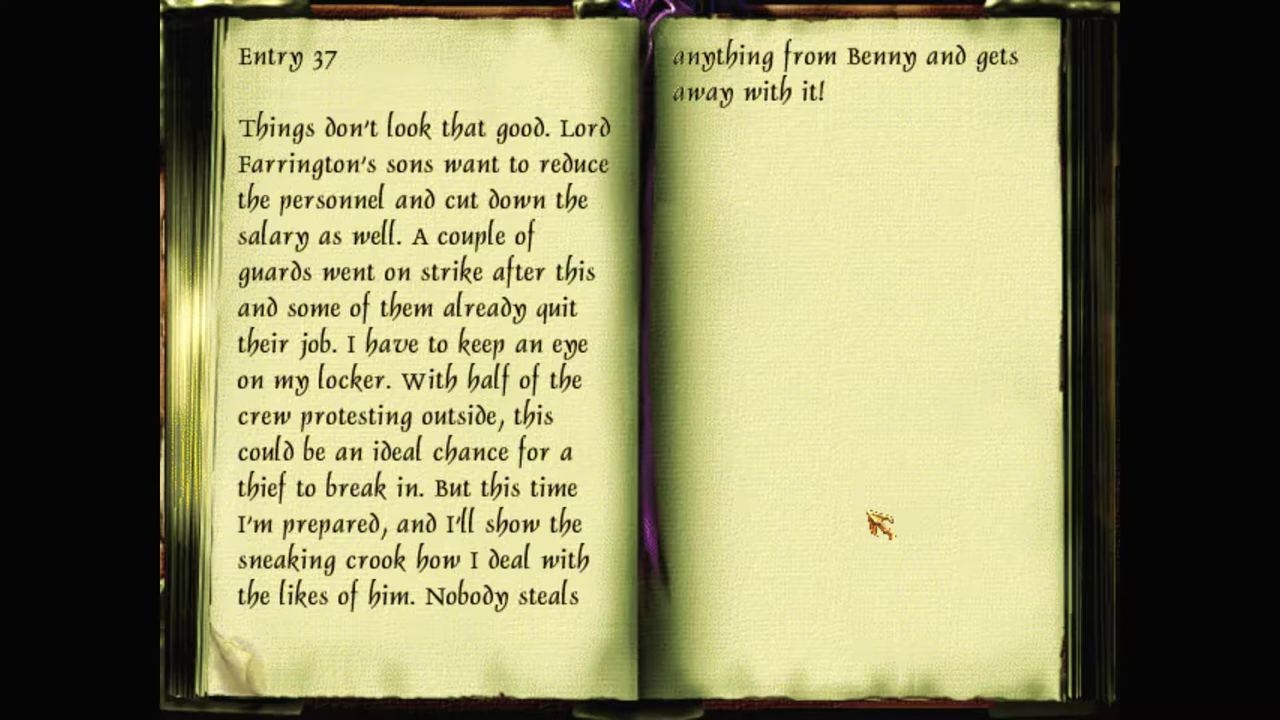 Entry 37
Things don't look that good. Lord
Farrington's sons want to reduce
the personnel and cut down the
salary as well. A couple of
guards went on strike after this
and some of them already quit
their job. I have to keep an eye
on my locker. With half of the
crew protesting outside, this
could be an ideal chance for a
thief to break in. But this time
I'm prepared, and I'll show the
sneaking crook how I deal with
the likes of him. Nobody steals
anything from Benny and gets
away with it!